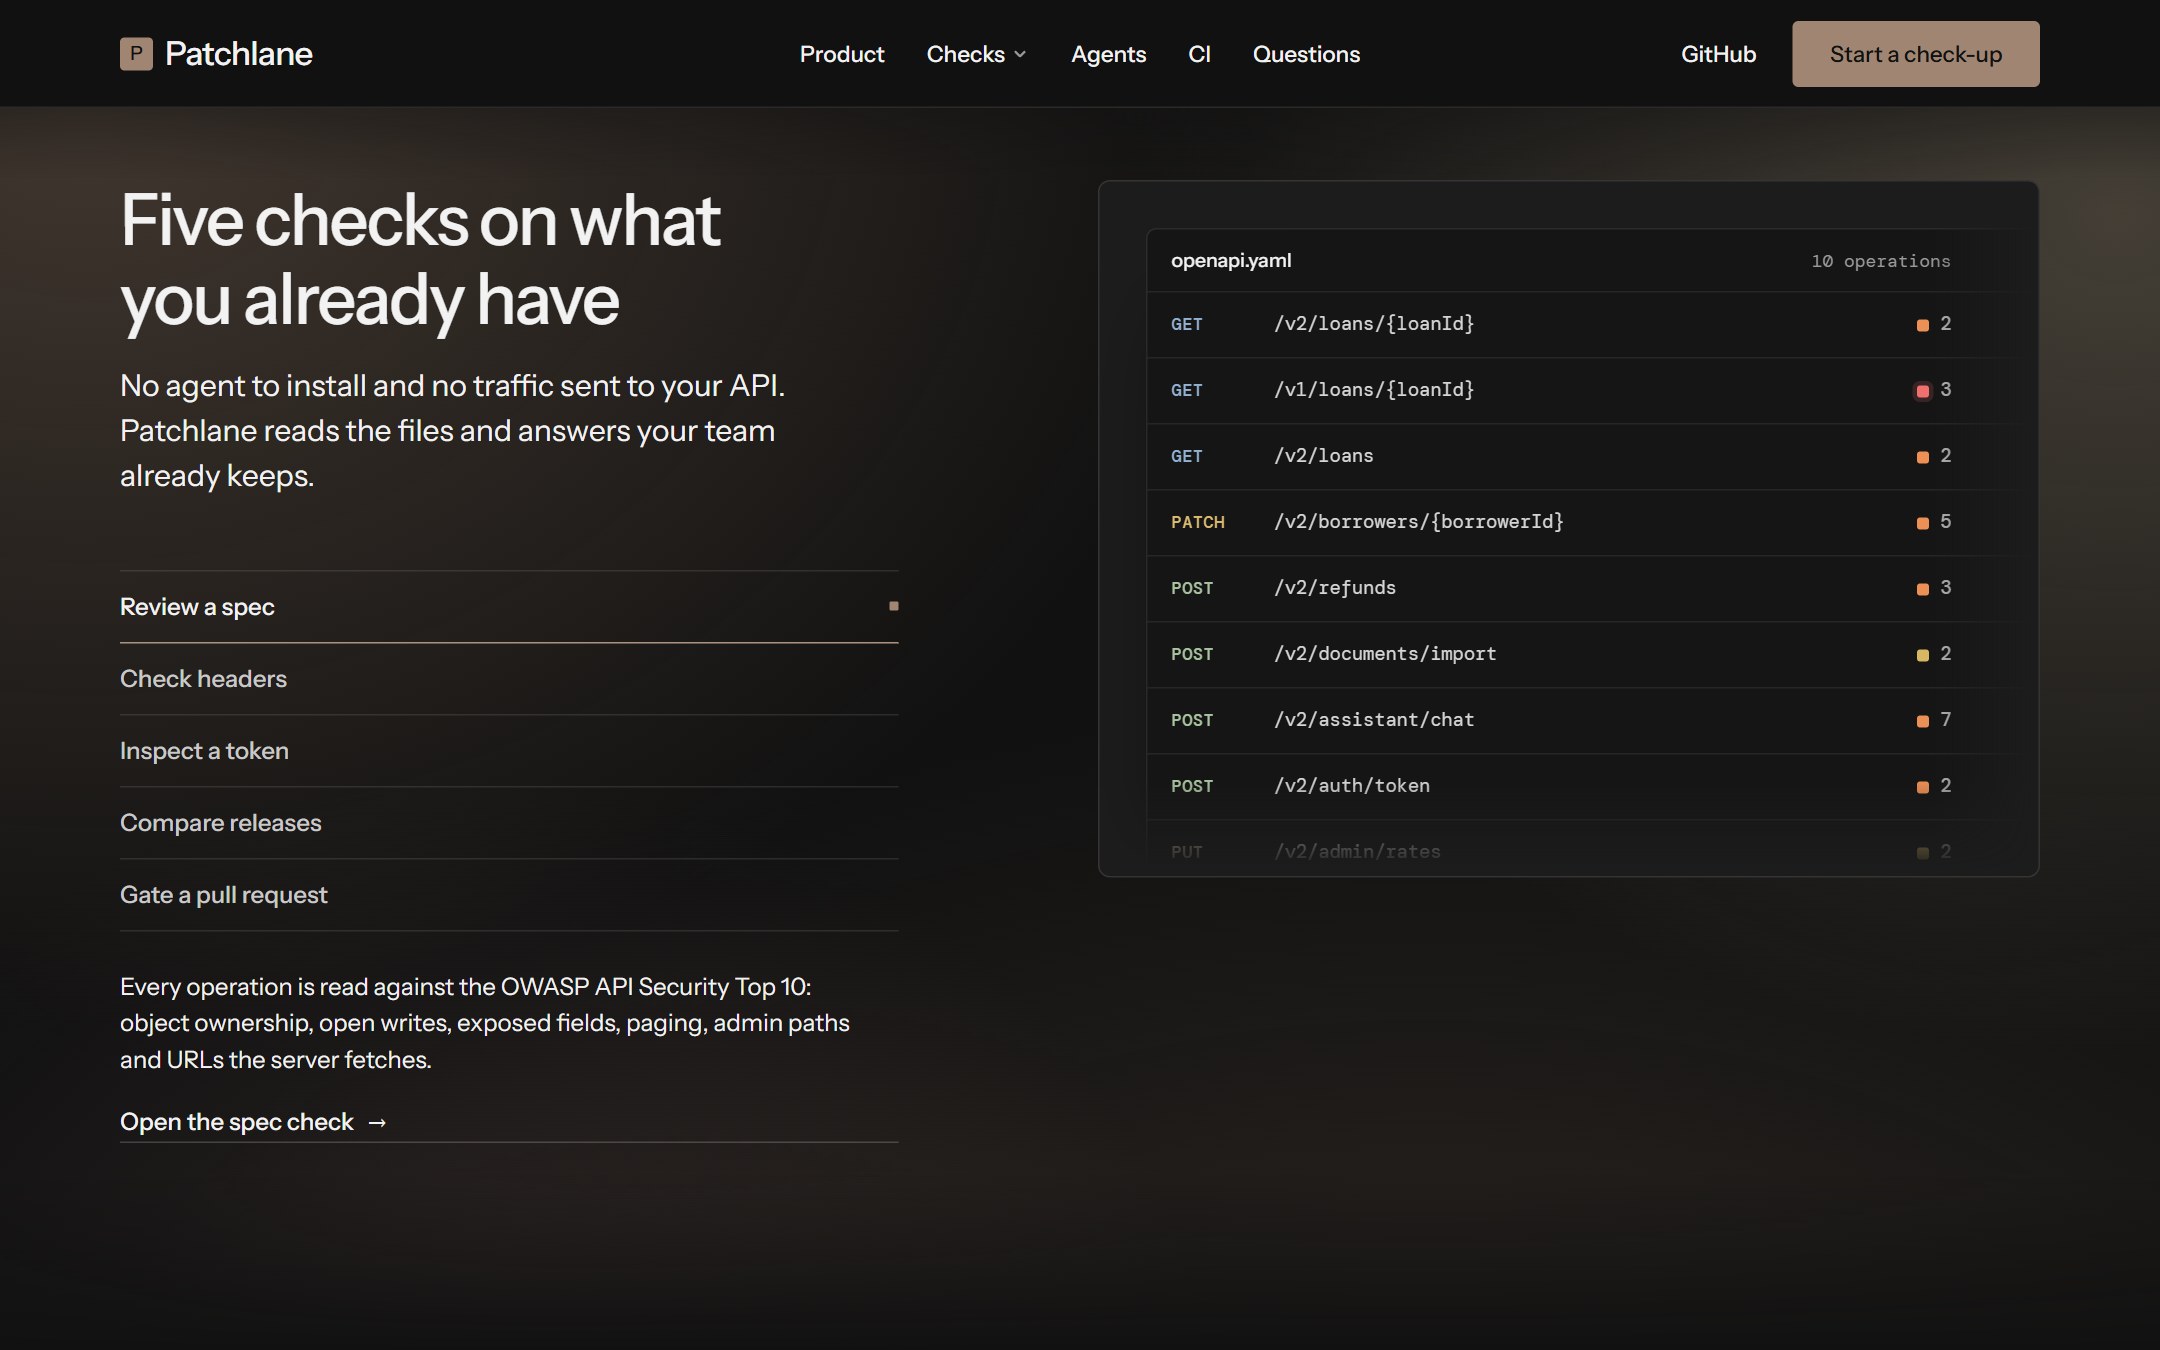 P Patchlane
Product Checks Agents CI Questions
GitHub Start a check-up
Five checks on what
you already have
No agent to install and no traffic sent to your API.
Patchlane reads the files and answers your team
already keeps.
Review a spec
Check headers
Inspect a token
Compare releases
Gate a pull request
Every operation is read against the OWASP API Security Top 10:
object ownership, open writes, exposed fields, paging, admin paths
and URLs the server fetches.
Open the spec check →
openapi.yaml 10 operations
GET /v2/loans/{loanId} 2
GET /v1/loans/{loanId} 3
GET /v2/loans 2
PATCH /v2/borrowers/{borrowerId} 5
POST /v2/refunds 3
POST /v2/documents/import 2
POST /v2/assistant/chat 7
POST /v2/auth/token 2
PUT /v2/admin/rates 2